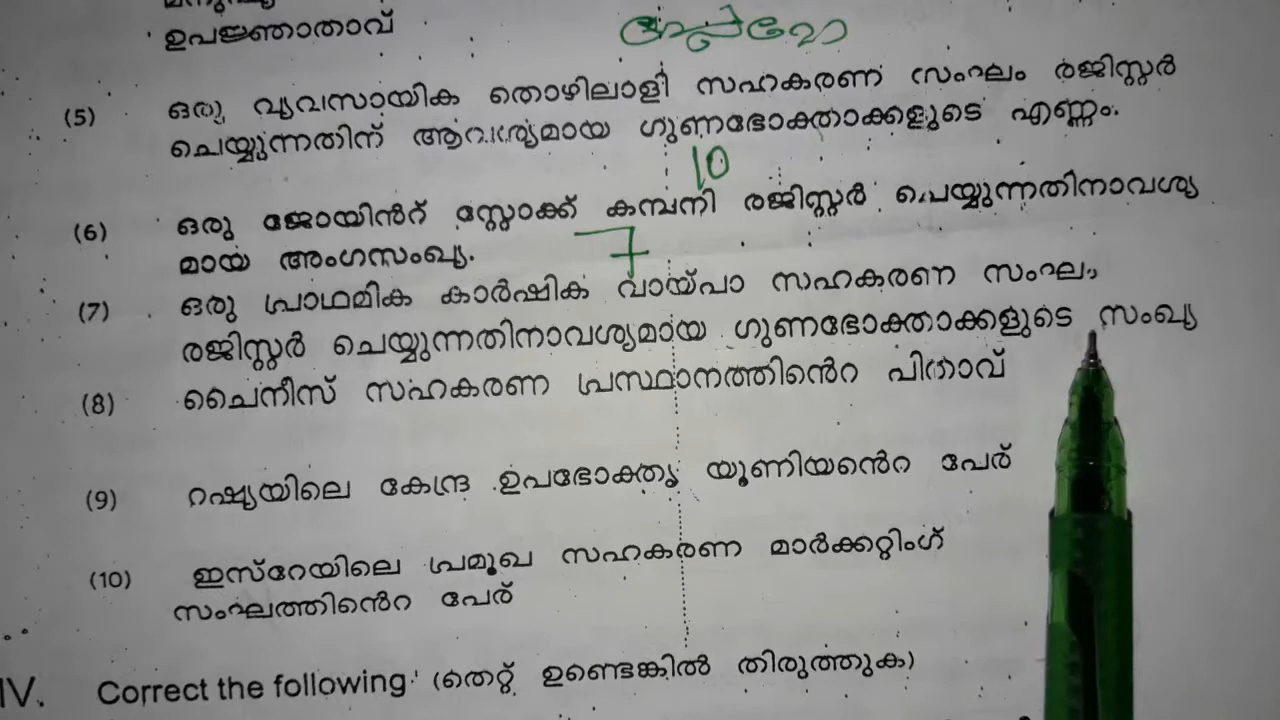 മനുഷ്യ
ഉപജ്ഞാതാവ്
(5) ഒരു വ്യവസായിക തൊഴിലാളി സഹകരണ സംഘം രജിസ്റ്റർ
ചെയ്യുന്നതിന് ആവശ്യമായ ഗുണഭോക്താക്കളുടെ എണ്ണം.
10
(6) ഒരു ജോയിൻറ് സ്റ്റോക്ക് കമ്പനി രജിസ്റ്റർ ചെയ്യുന്നതിനാവശ്യ
മായ അംഗസംഖ്യ.
7
(7) ഒരു പ്രാഥമിക കാർഷിക വായ്പാ സഹകരണ സംഘം
രജിസ്റ്റർ ചെയ്യുന്നതിനാവശ്യമായ ഗുണഭോക്താക്കളുടെ സംഖ്യ
(8) ചൈനീസ് സഹകരണ പ്രസ്ഥാനത്തിൻെറ പിതാവ്
(9) റഷ്യയിലെ കേന്ദ്ര ഉപഭോക്തൃ യൂണിയൻെറ പേര്
(10) ഇസ്റേയിലെ പ്രമുഖ സഹകരണ മാർക്കറ്റിംഗ്
സംഘത്തിൻെറ പേര്
IV. Correct the following (തെറ്റ് ഉണ്ടെങ്കിൽ തിരുത്തുക)